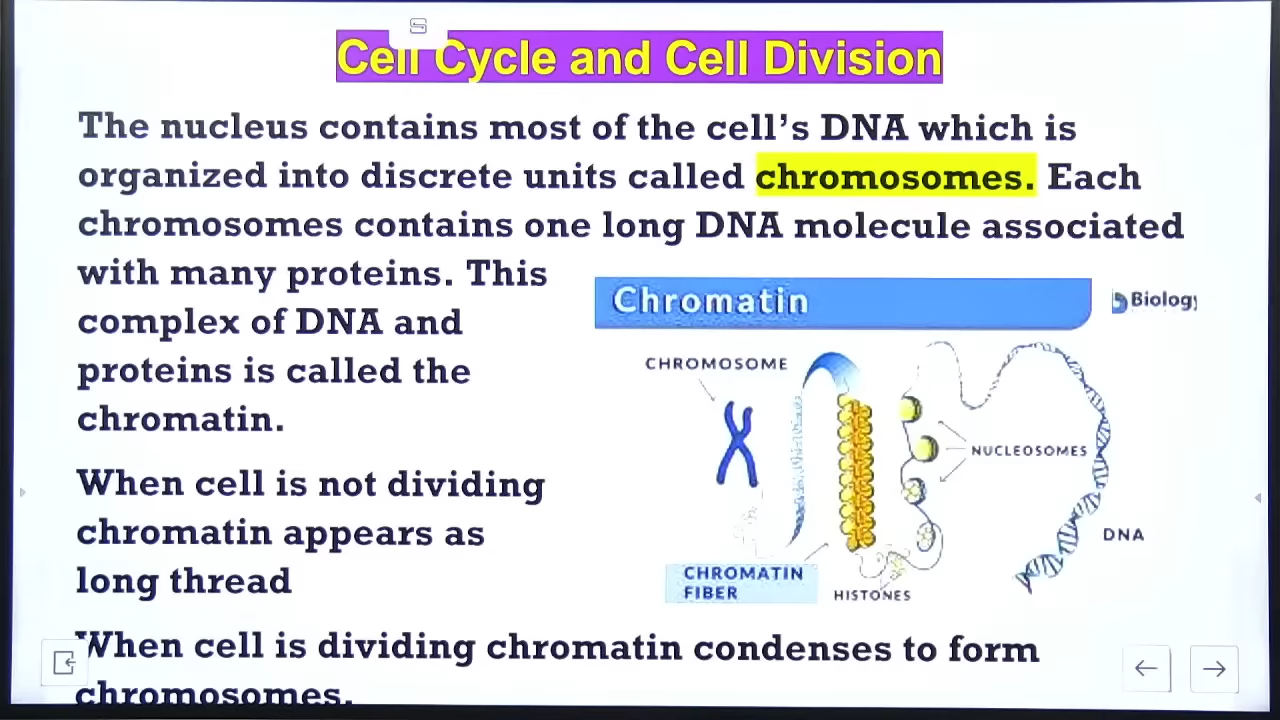 Cell Cycle and Cell Division
The nucleus contains most of the cell's DNA which is
organized into discrete units called chromosomes. Each
chromosomes contains one long DNA molecule associated
with many proteins. This
complex of DNA and
proteins is called the
chromatin.
When cell is not dividing
chromatin appears as
long thread
When cell is dividing chromatin condenses to form
chromosomes.
Chromatin
Biology
CHROMOSOME
NUCLEOSOMES
DNA
CHROMATIN
FIBER
HISTONES